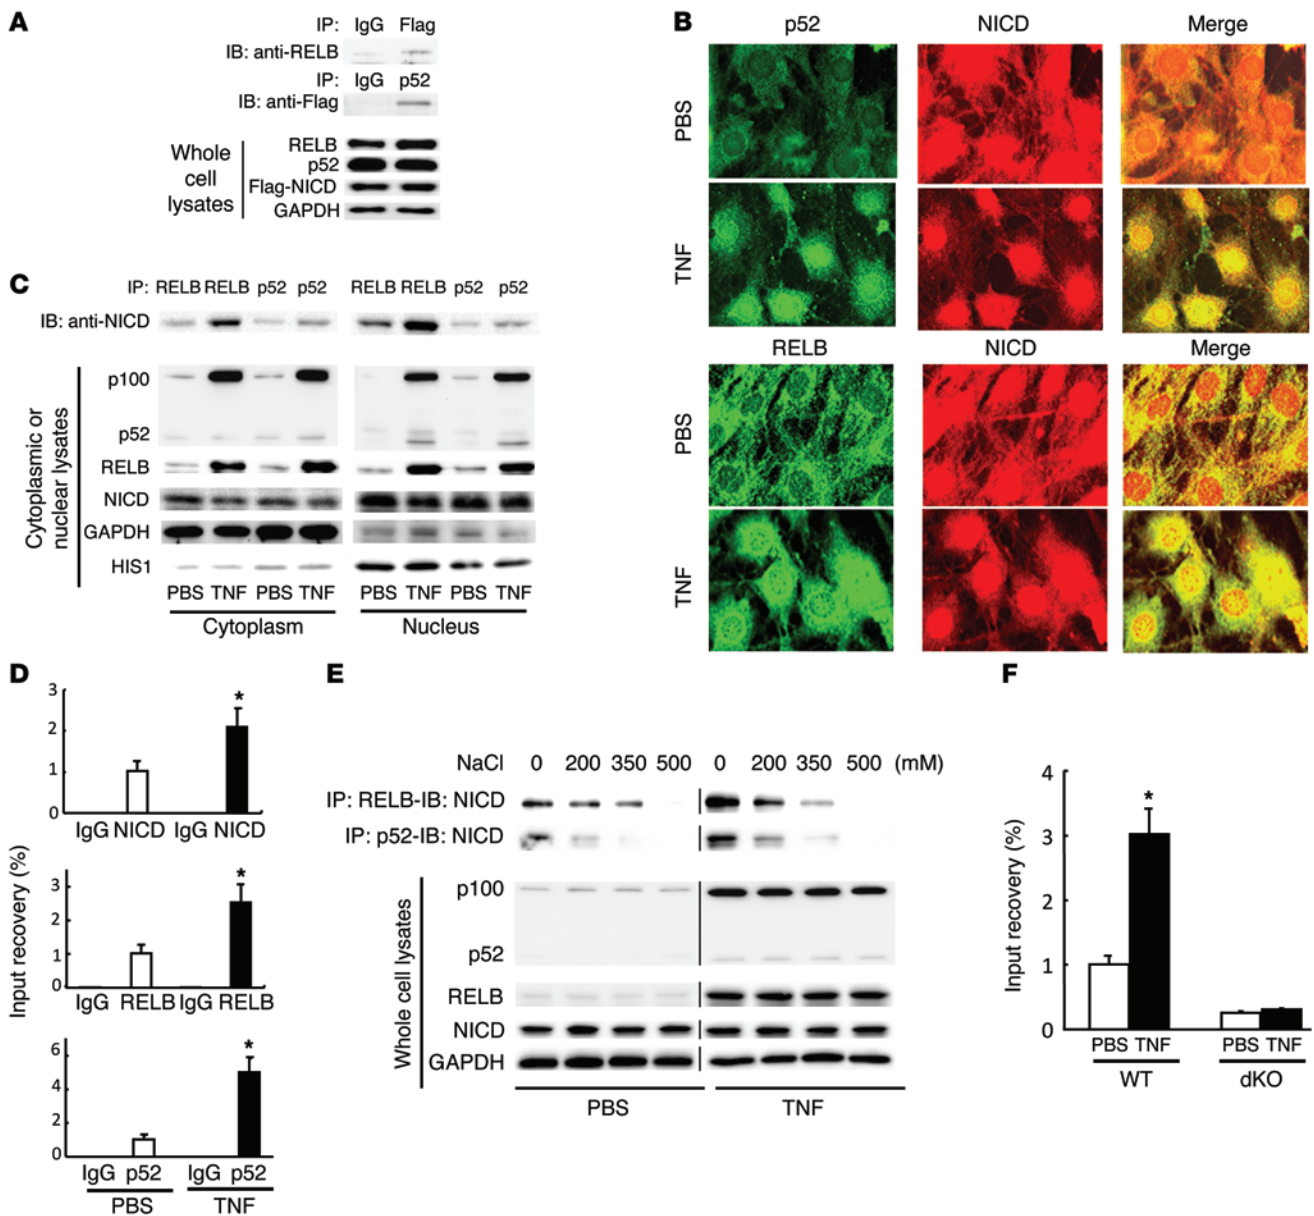 A
IP: IgG Flag
IB: anti-RELB
IP: IgG p52
IB: anti-Flag
Whole cell lysates
RELB
p52
Flag-NICD
GAPDH
B
p52 NICD Merge
PBS
TNF
RELB NICD Merge
PBS
TNF
C
IP: RELB RELB p52 p52 RELB RELB p52 p52
IB: anti-NICD
Cytoplasmic or nuclear lysates
p100
p52
RELB
NICD
GAPDH
HIS1
PBS TNF PBS TNF PBS TNF PBS TNF
Cytoplasm Nucleus
D
Input recovery (%)
3
*
2
1
0
IgG NICD IgG NICD
3
*
2
1
0
IgG RELB IgG RELB
6
*
4
2
0
IgG p52 IgG p52
PBS TNF
E
NaCl 0 200 350 500 0 200 350 500 (mM)
IP: RELB-IB: NICD
IP: p52-IB: NICD
Whole cell lysates
p100
p52
RELB
NICD
GAPDH
PBS TNF
F
Input recovery (%)
4
*
3
2
1
0
PBS TNF PBS TNF
WT dKO